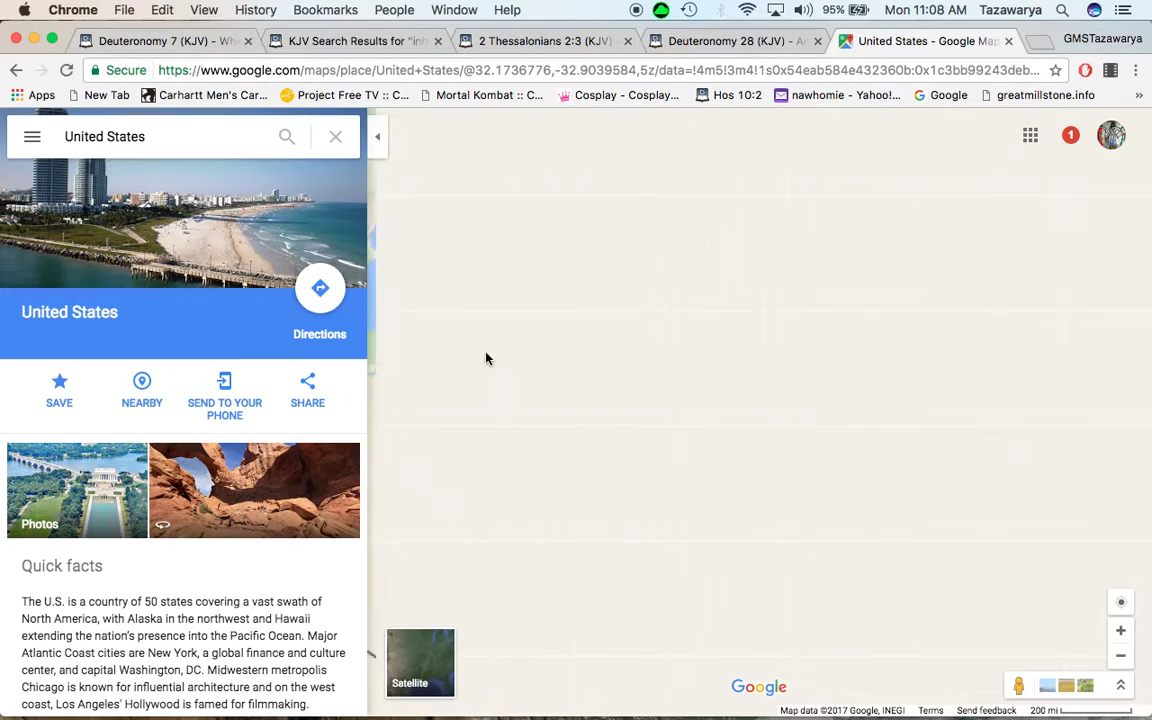 Chrome File Edit View History Bookmarks People Window Help 95% Mon 11:08 AM Tazawarya
Deuteronomy 7 (KJV) - Wh
KJV Search Results for "inh
2 Thessalonians 2:3 (KJV) -
Deuteronomy 28 (KJV) - A
United States - Google Map
GMSTazawarya
Secure https://www.google.com/maps/place/United+States/@32.1736776,-32.9039584,5z/data=!4m5!3m4!1s0x54eab584e432360b:0x1c3bb99243deb...
Apps New Tab Carhartt Men's Car... Project Free TV :: C... Mortal Kombat :: C... Cosplay - Cosplay... Hos 10:2 nawhomie - Yahoo!... Google greatmillstone.info »
United States
1
United States
Directions
SAVE
NEARBY
SEND TO YOUR
PHONE
SHARE
Photos
Quick facts
The U.S. is a country of 50 states covering a vast swath of
North America, with Alaska in the northwest and Hawaii
extending the nation's presence into the Pacific Ocean. Major
Atlantic Coast cities are New York, a global finance and culture
center, and capital Washington, DC. Midwestern metropolis
Chicago is known for influential architecture and on the west
coast, Los Angeles' Hollywood is famed for filmmaking.
Satellite
Google
Map data ©2017 Google, INEGI Terms Send feedback 200 mi